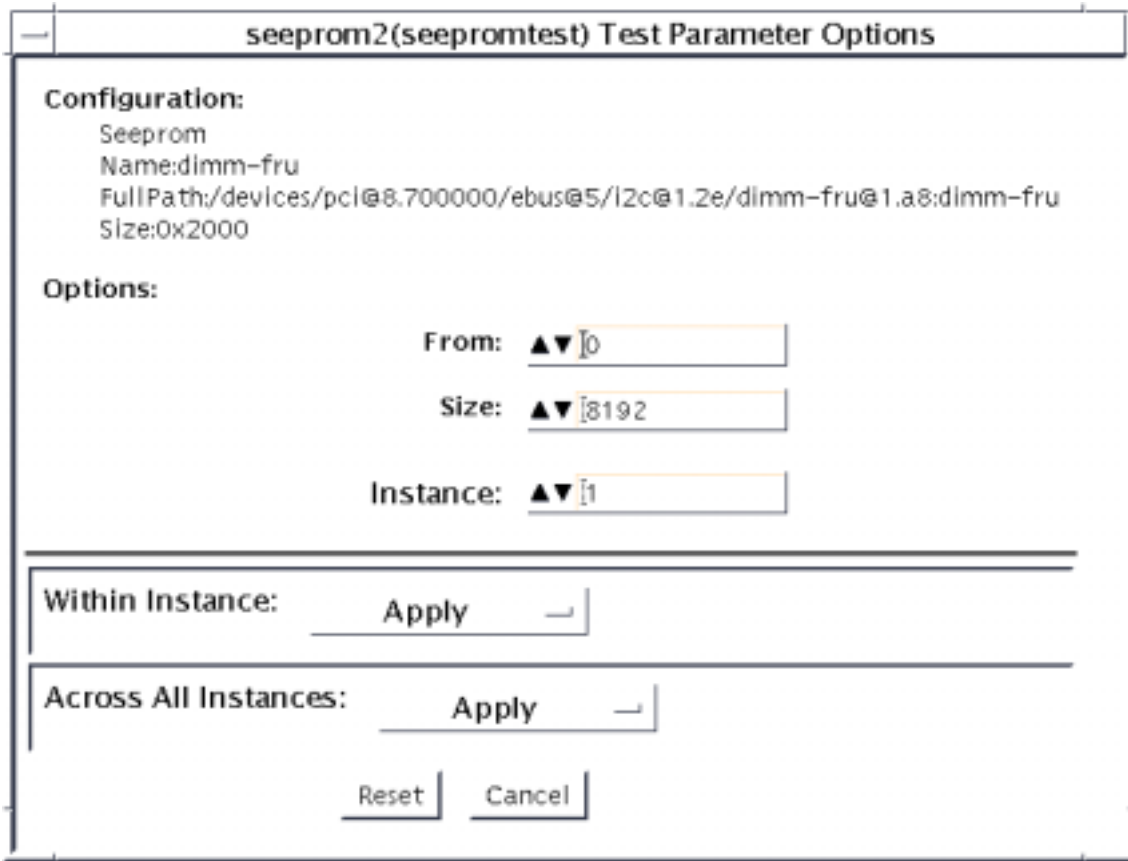 seeprom2(seepromtest) Test Parameter Options
Configuration:
Seeprom
Name:dimm-fru
FullPath:/devices/pci@8.700000/ebus@5/i2c@1.2e/dimm-fru@1.a8:dimm-fru
Size:0x2000
Options:
From: 0
Size: 8192
Instance: 1
Within Instance: Apply
Across All Instances: Apply
Reset Cancel